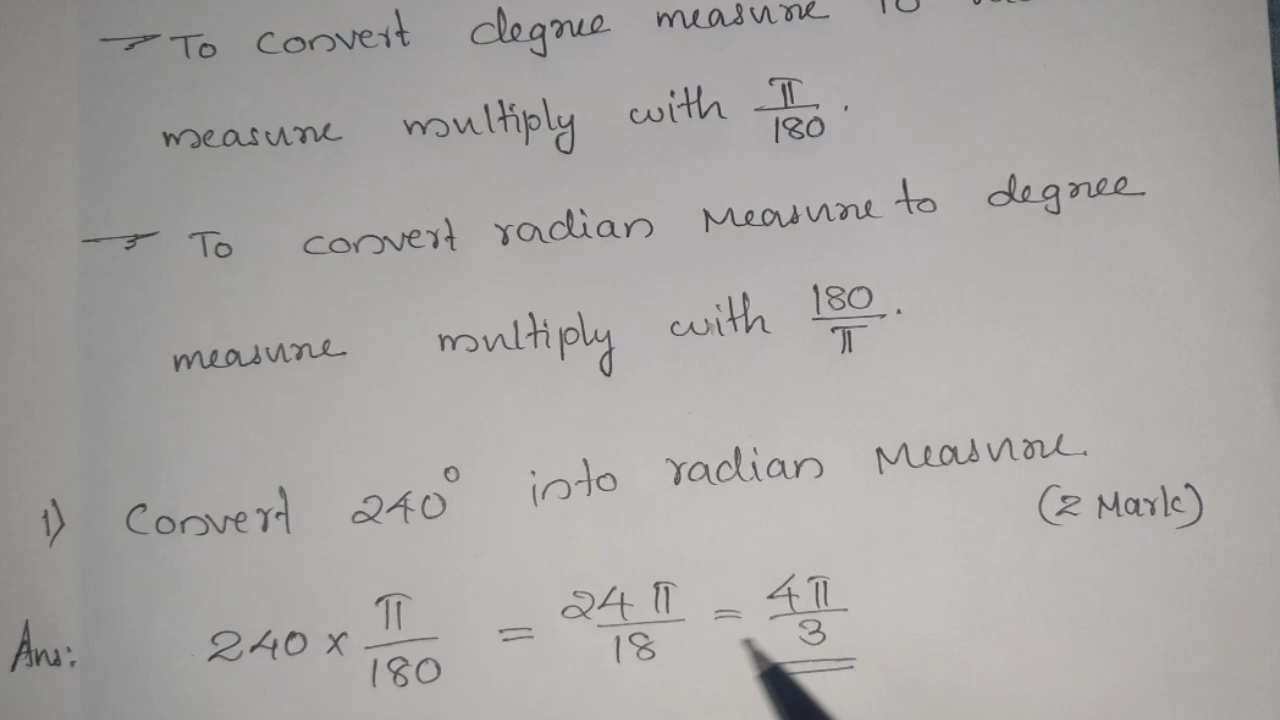 → To convert degree measure to
measure multiply with π/180.
→ To convert radian Measure to degree
measure multiply with 180/π.
1) Convert 240° into radian Measure.
(2 Mark)
Ans: 240 × π/180 = 24π/18 = 4π/3